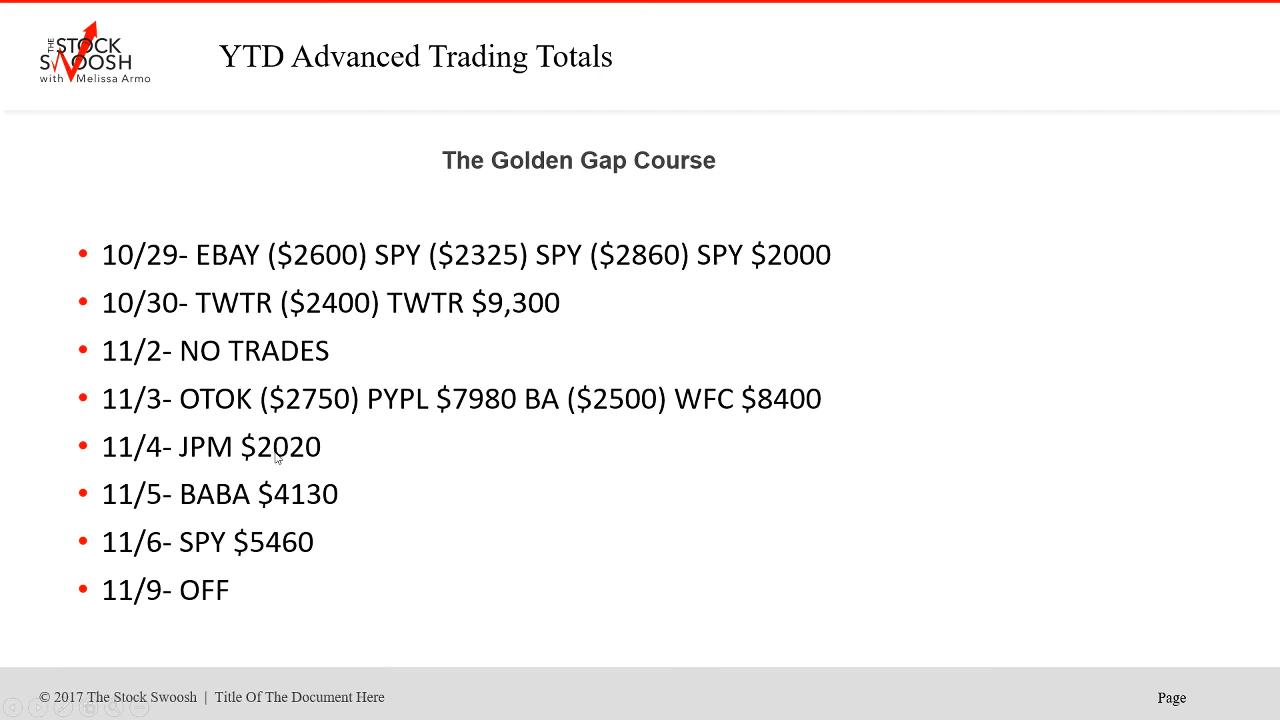 THE STOCK
SWOOSH
with Melissa Armo
YTD Advanced Trading Totals
The Golden Gap Course
• 10/29- EBAY ($2600) SPY ($2325) SPY ($2860) SPY $2000
• 10/30- TWTR ($2400) TWTR $9,300
• 11/2- NO TRADES
• 11/3- OTOK ($2750) PYPL $7980 BA ($2500) WFC $8400
• 11/4- JPM $2020
• 11/5- BABA $4130
• 11/6- SPY $5460
• 11/9- OFF
© 2017 The Stock Swoosh | Title Of The Document Here
Page